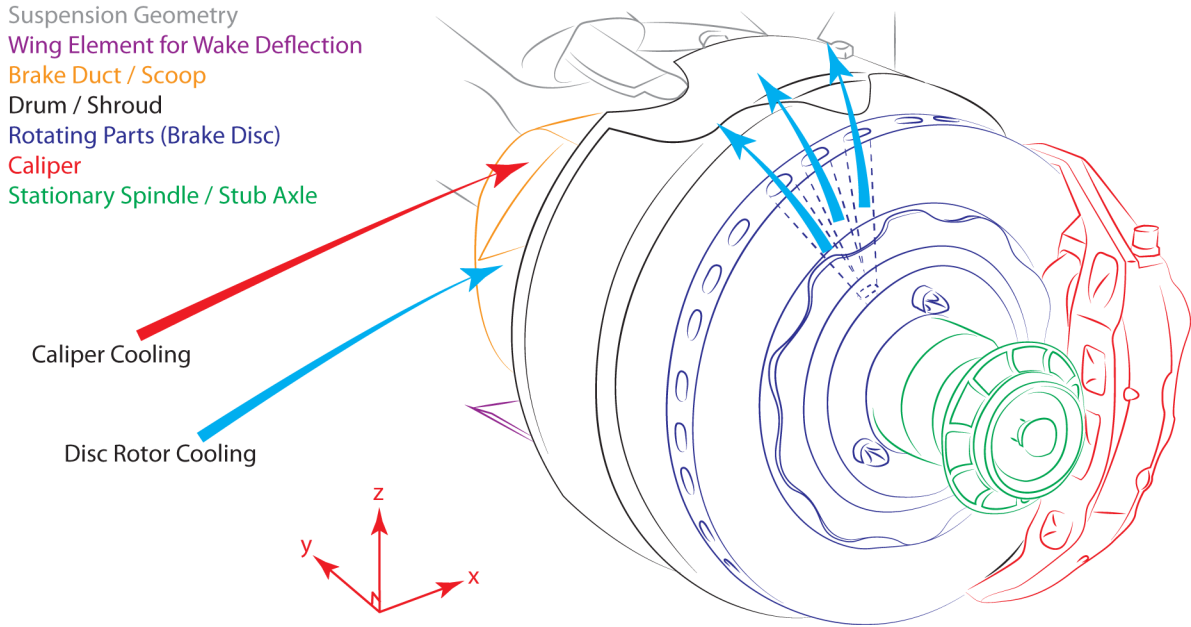 Suspension Geometry
Wing Element for Wake Deflection
Brake Duct / Scoop
Drum / Shroud
Rotating Parts (Brake Disc)
Caliper
Stationary Spindle / Stub Axle
Caliper Cooling
Disc Rotor Cooling
z
y
x